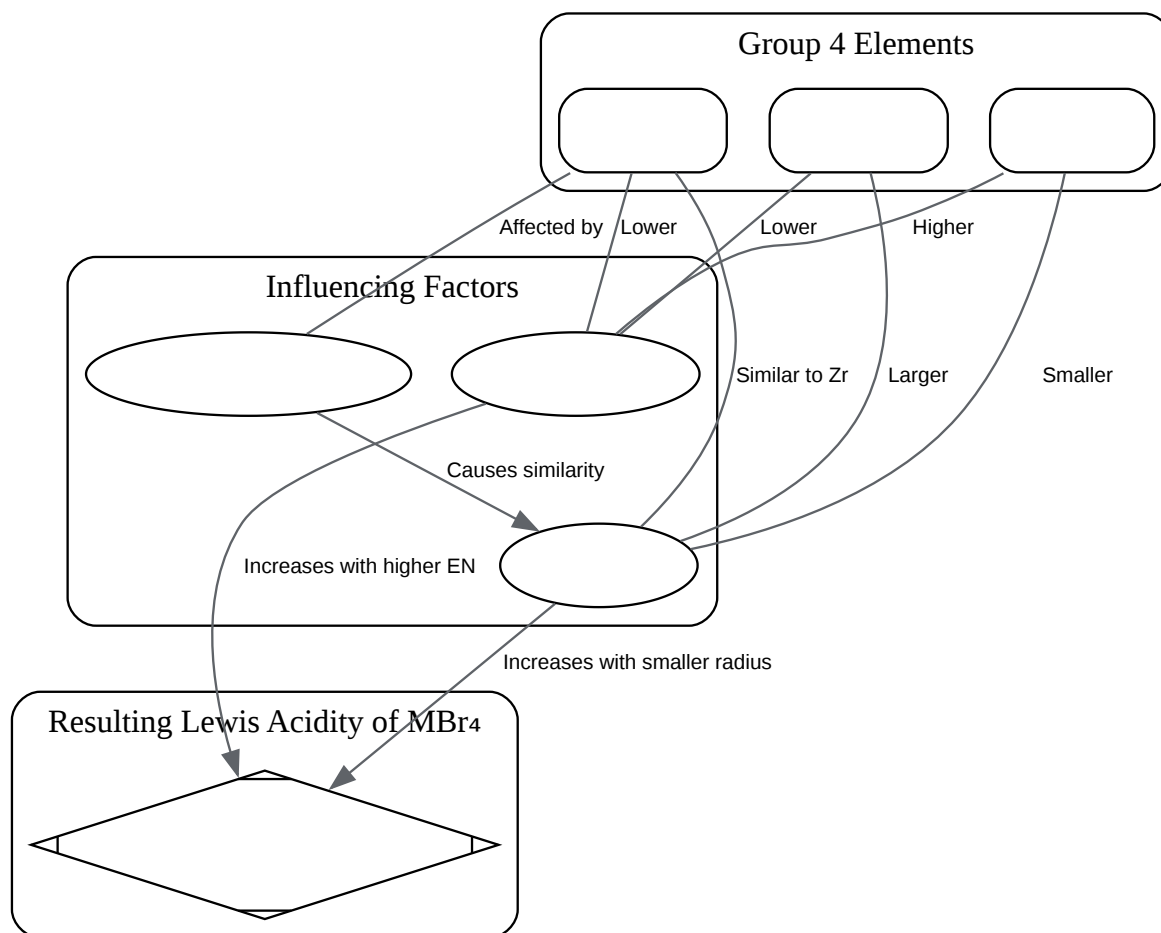 Group 4 Elements
Affected by
Lower
Lower
Higher
Influencing Factors
Similar to Zr
Larger
Smaller
Causes similarity
Increases with higher EN
Increases with smaller radius
Resulting Lewis Acidity of MBr₄